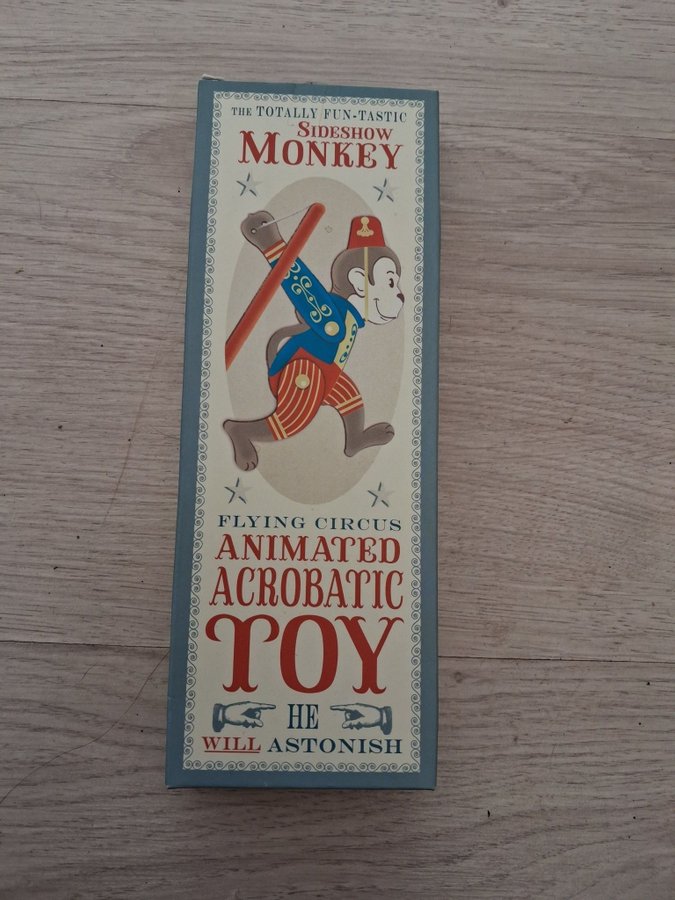 THE TOTALLY FUN-TASTIC
SIDESHOW
MONKEY
FLYING CIRCUS
ANIMATED
ACROBATIC
TOY
HE
WILL ASTONISH